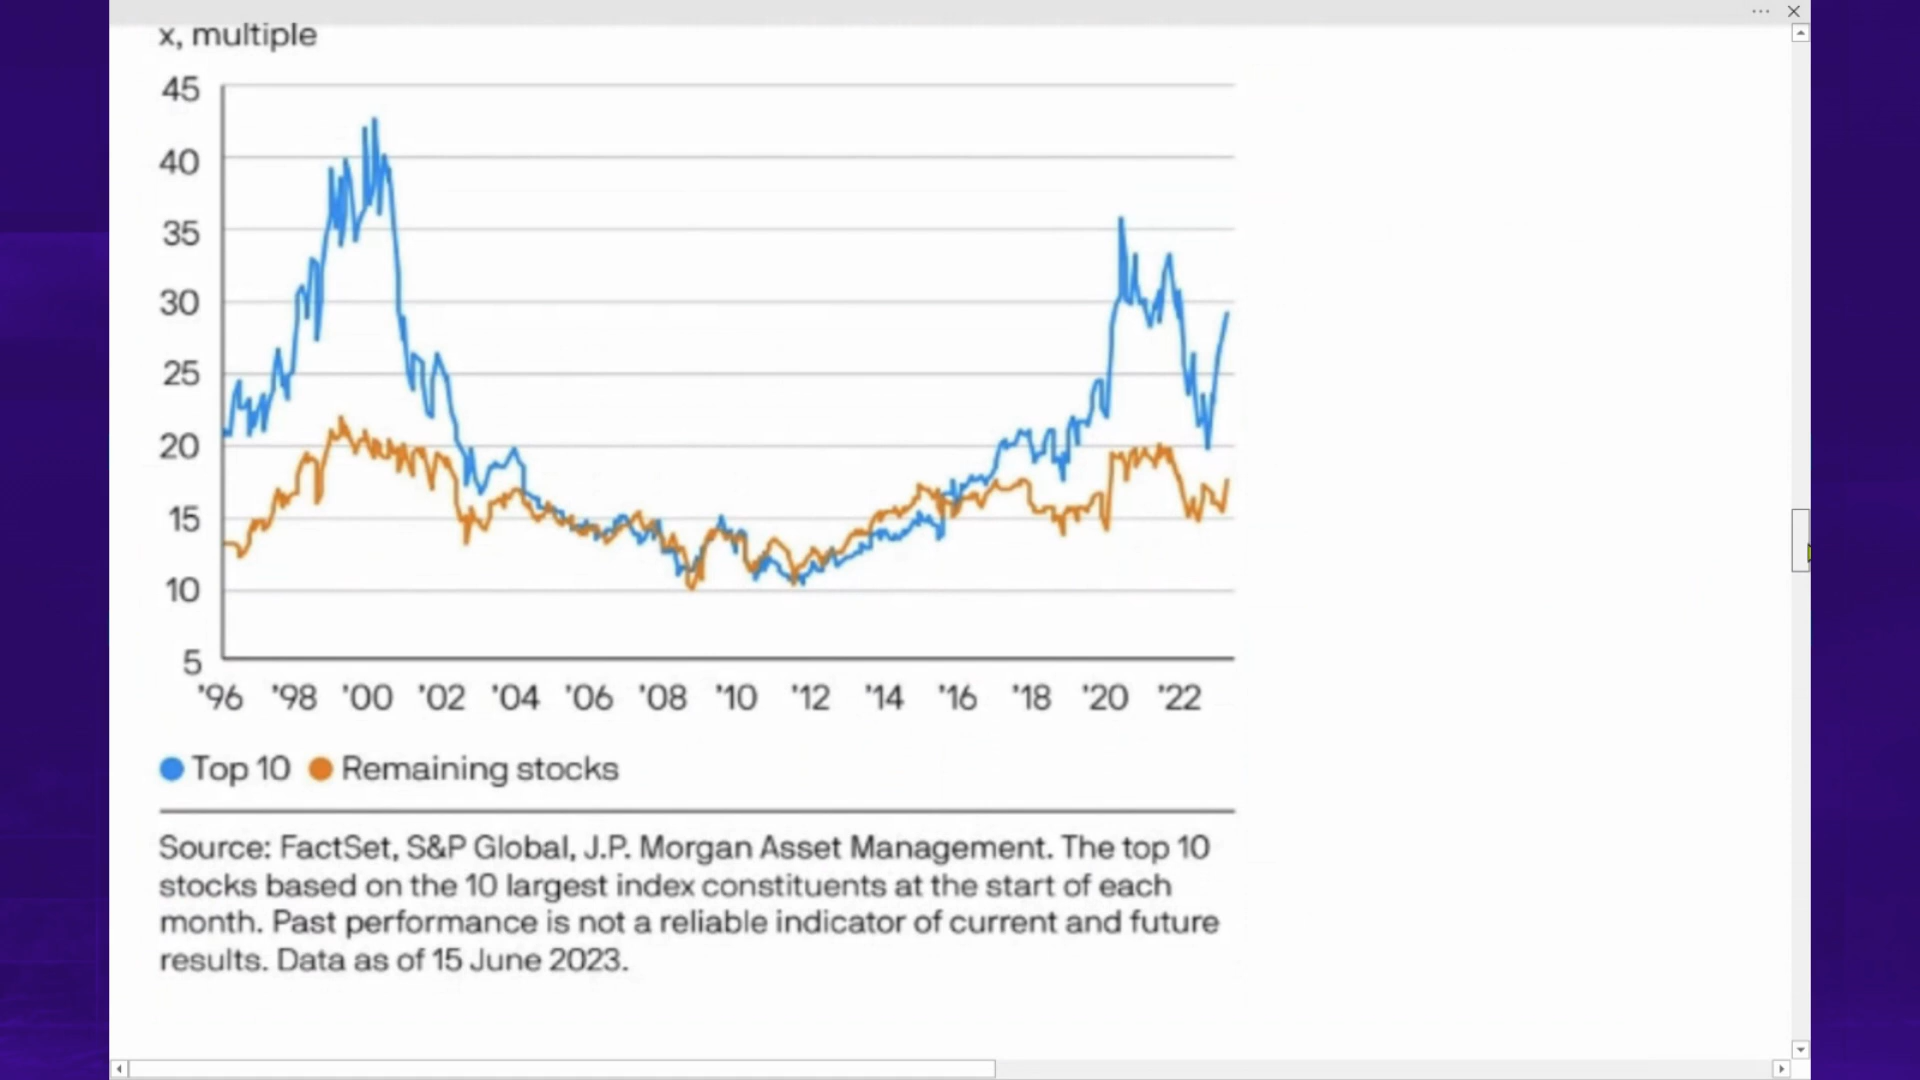 x, multiple
45
40
35
30
25
20
15
10
5
'96 '98 '00 '02 '04 '06 '08 '10 '12 '14 '16 '18 '20 '22
Top 10 Remaining stocks
Source: FactSet, S&P Global, J.P. Morgan Asset Management. The top 10
stocks based on the 10 largest index constituents at the start of each
month. Past performance is not a reliable indicator of current and future
results. Data as of 15 June 2023.